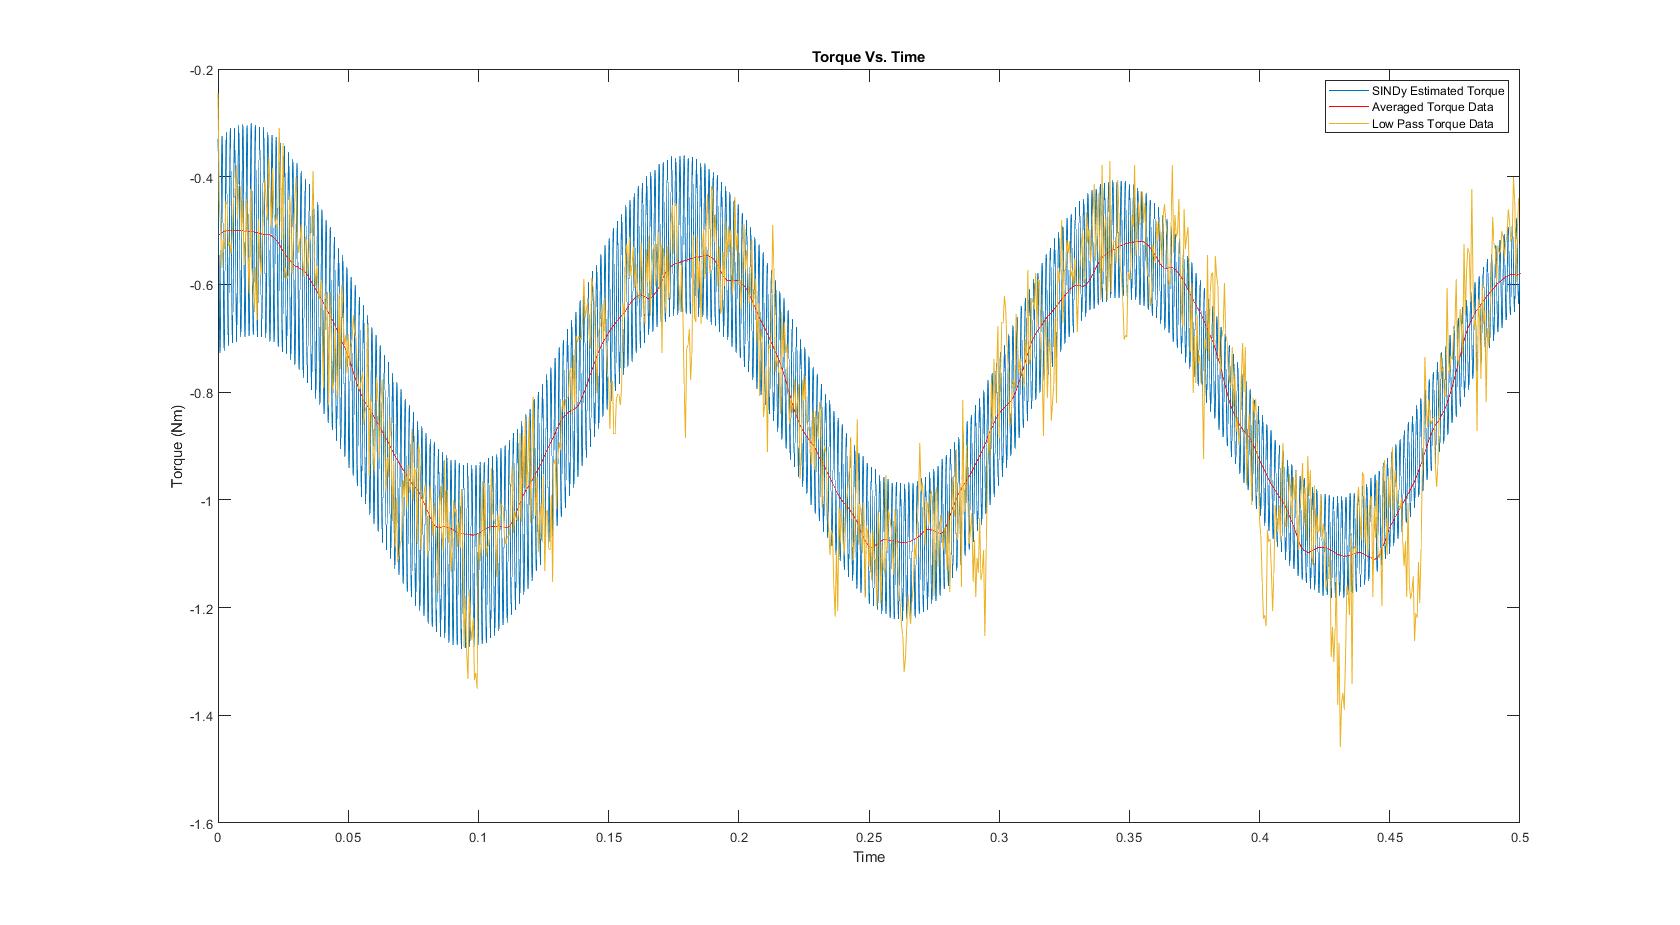 Torque Vs. Time
SINDy Estimated Torque
Averaged Torque Data
Low Pass Torque Data
Torque (Nm)
-0.2
-0.4
-0.6
-0.8
-1
-1.2
-1.4
-1.6
0 0.05 0.1 0.15 0.2 0.25 0.3 0.35 0.4 0.45 0.5
Time